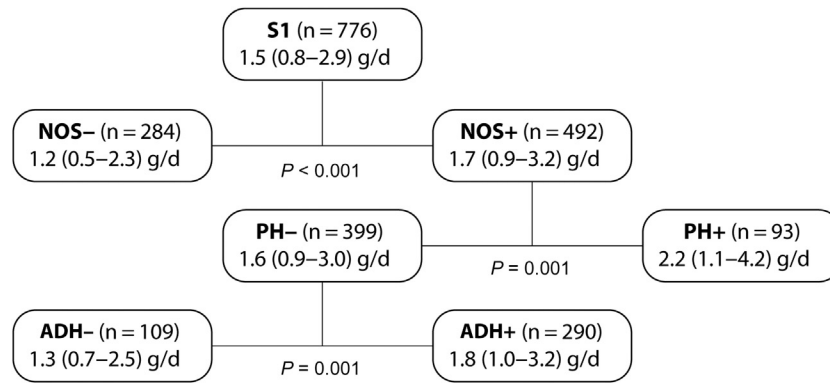 S1 (n = 776)
1.5 (0.8–2.9) g/d
NOS– (n = 284)
1.2 (0.5–2.3) g/d
P < 0.001
NOS+ (n = 492)
1.7 (0.9–3.2) g/d
PH– (n = 399)
1.6 (0.9–3.0) g/d
P = 0.001
PH+ (n = 93)
2.2 (1.1–4.2) g/d
ADH– (n = 109)
1.3 (0.7–2.5) g/d
P = 0.001
ADH+ (n = 290)
1.8 (1.0–3.2) g/d